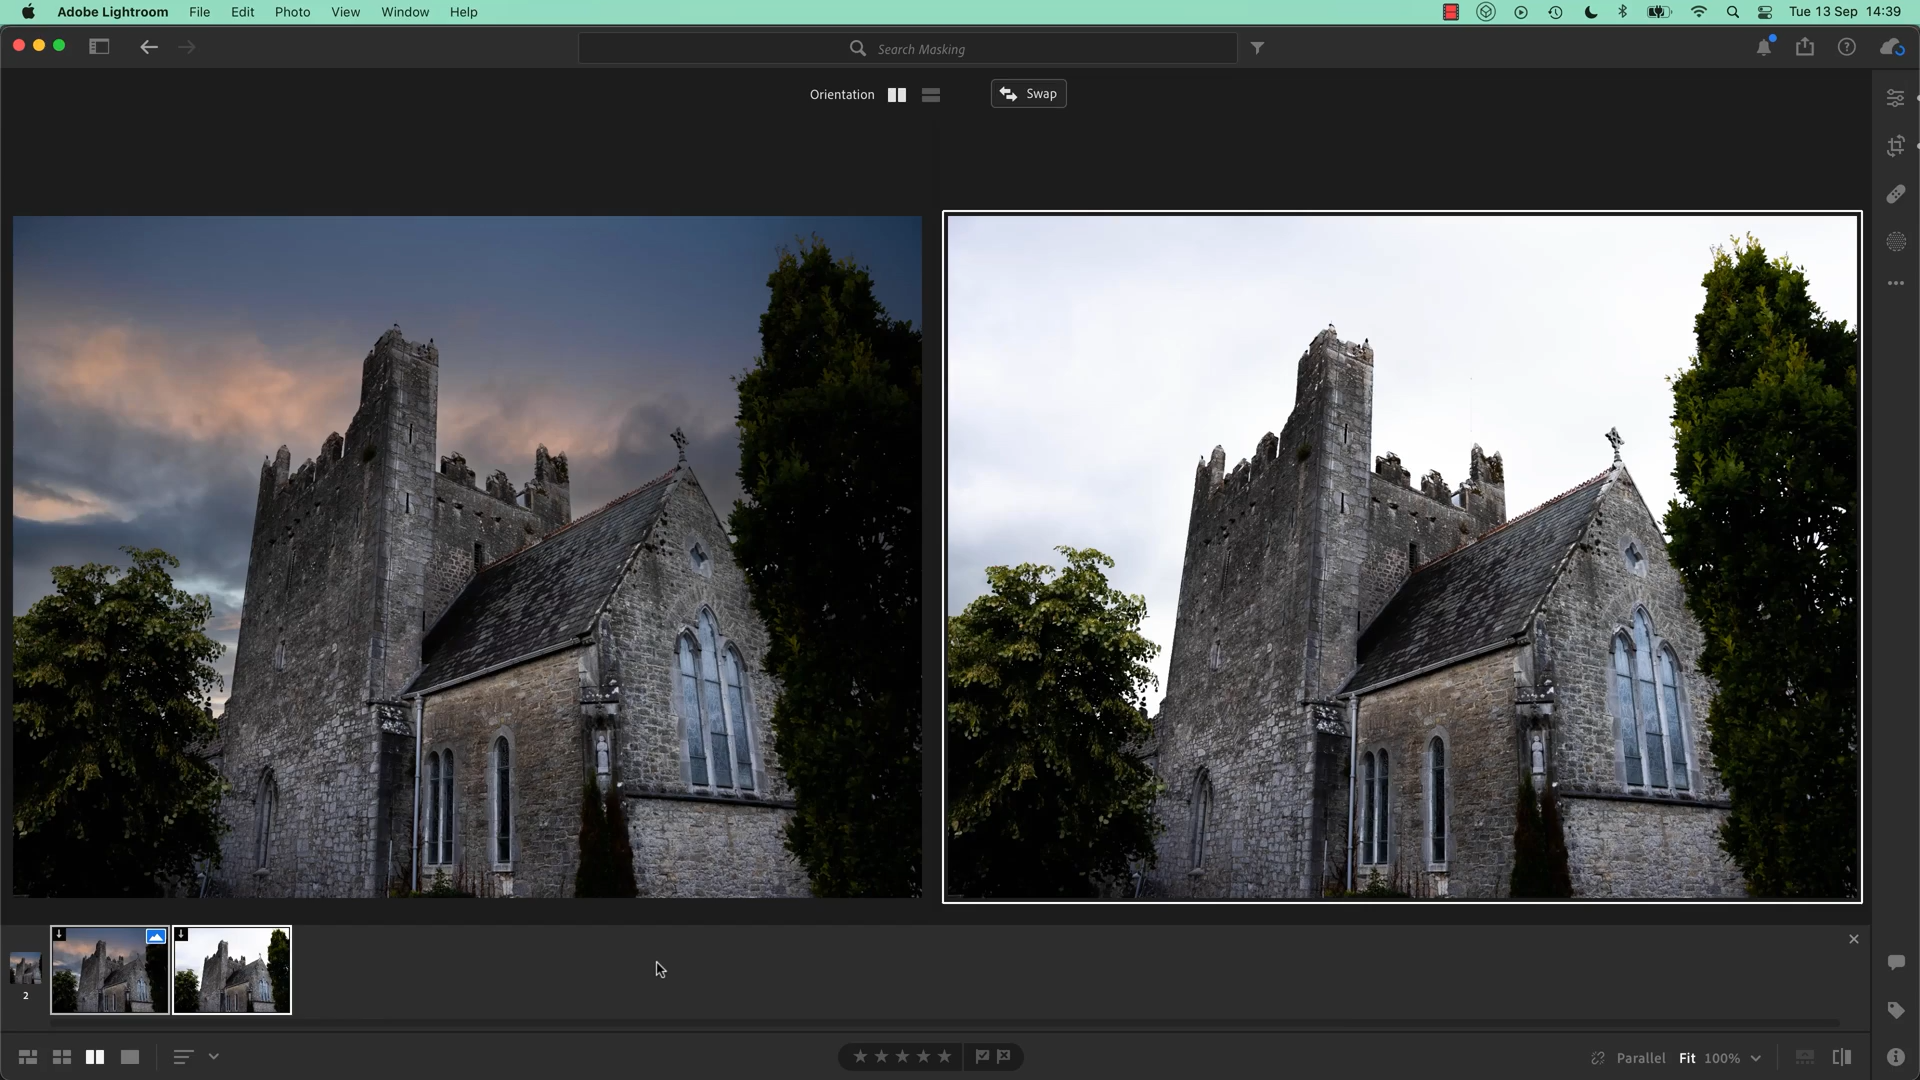 Adobe Lightroom File Edit Photo View Window Help Tue 13 Sep 14:39
Search Masking
Orientation Swap
2
Parallel Fit 100%